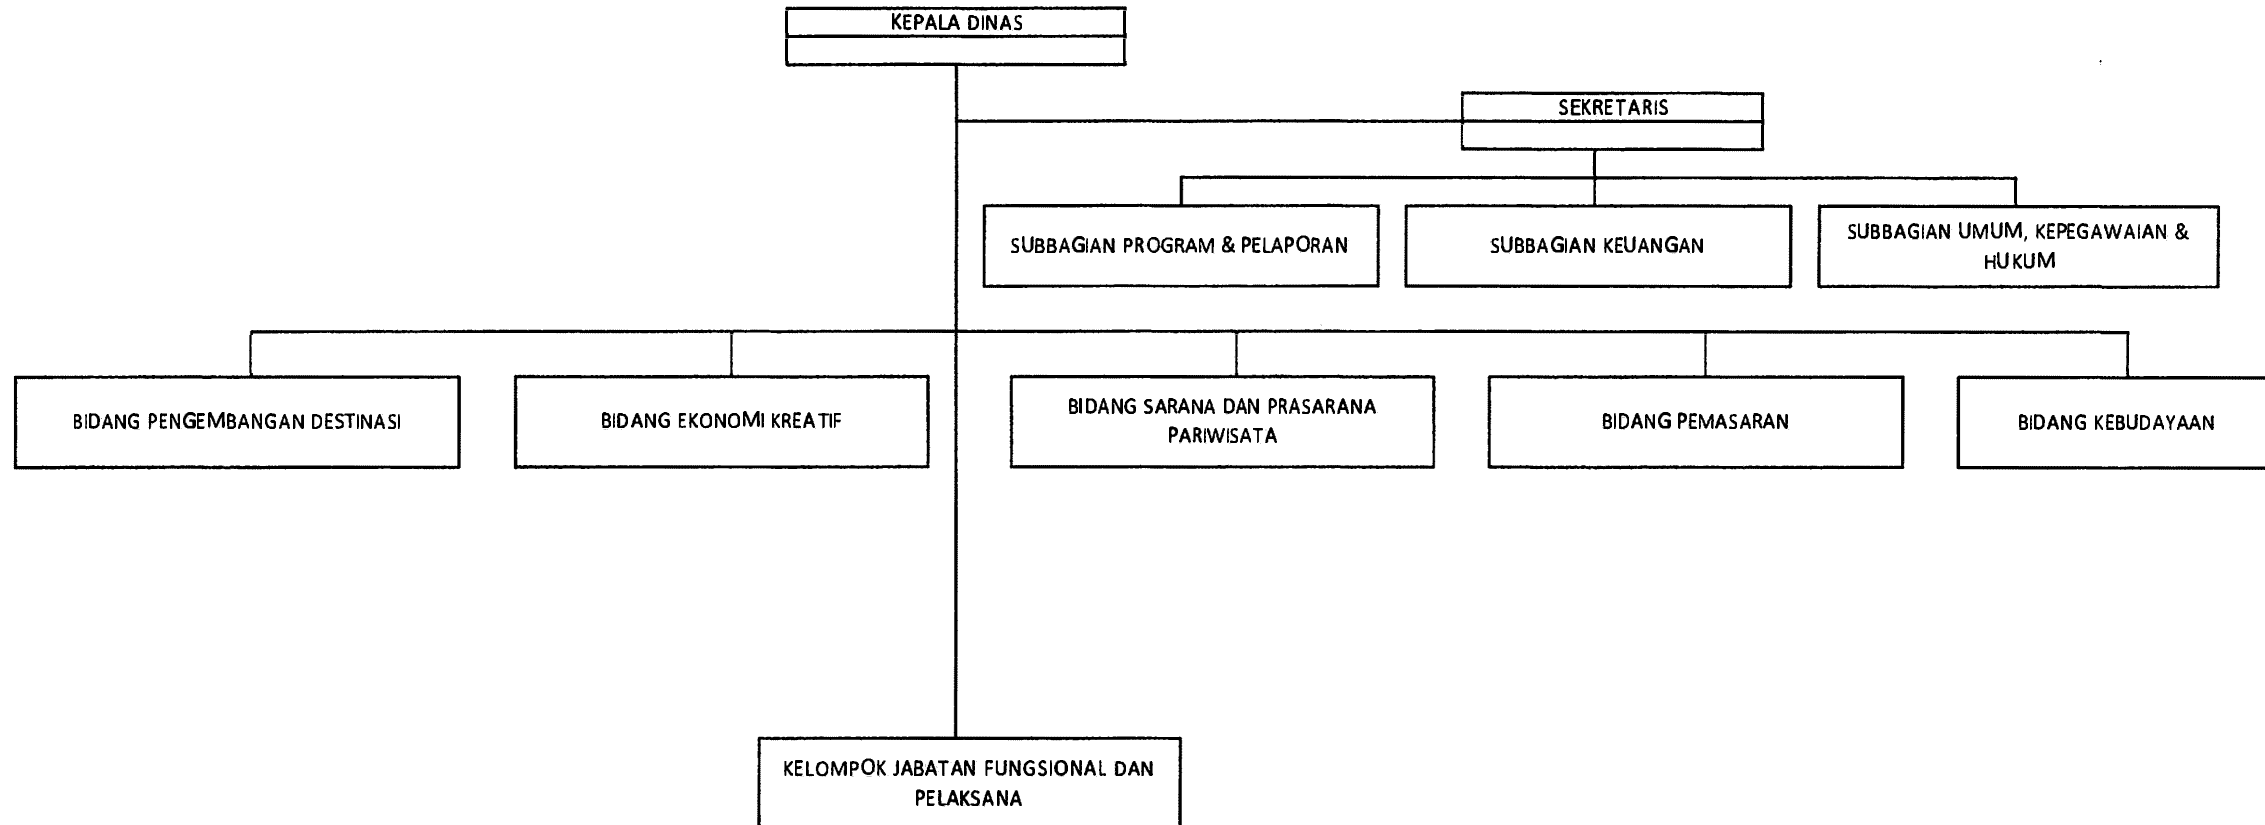 KEPALA DINAS
SEKRETARIS
SUBBAGIAN PROGRAM & PELAPORAN
SUBBAGIAN KEUANGAN
SUBBAGIAN UMUM, KEPEGAWAIAN &
HUKUM
BIDANG PENGEMBANGAN DESTINASI
BIDANG EKONOMI KREATIF
BIDANG SARANA DAN PRASARANA
PARIWISATA
BIDANG PEMASARAN
BIDANG KEBUDAYAAN
KELOMPOK JABATAN FUNGSIONAL DAN
PELAKSANA